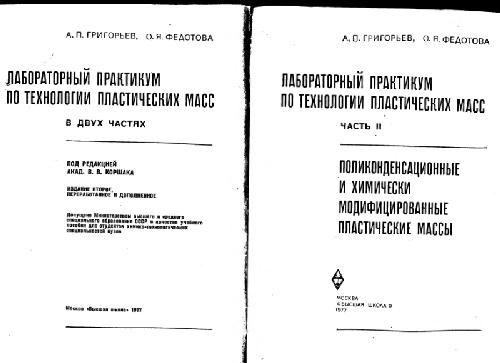 А. П. ГРИГОРЬЕВ, О. Я. ФЕДОТОВА
ЛАБОРАТОРНЫЙ ПРАКТИКУМ
ПО ТЕХНОЛОГИИ ПЛАСТИЧЕСКИХ МАСС
В ДВУХ ЧАСТЯХ
ПОД РЕДАКЦИЕЙ
АКАД. В. В. КОРШАКА
ИЗДАНИЕ ВТОРОЕ,
ПЕРЕРАБОТАННОЕ И ДОПОЛНЕННОЕ
Допущено Министерством высшего и среднего
специального образования СССР в качестве учебного
пособия для студентов химико-технологических
специальностей вузов
Москва «Высшая школа» 1977
А. П. ГРИГОРЬЕВ, О. Я. ФЕДОТОВА
ЛАБОРАТОРНЫЙ ПРАКТИКУМ
ПО ТЕХНОЛОГИИ ПЛАСТИЧЕСКИХ МАСС
ЧАСТЬ II
ПОЛИКОНДЕНСАЦИОННЫЕ
И ХИМИЧЕСКИ
МОДИФИЦИРОВАННЫЕ
ПЛАСТИЧЕСКИЕ МАССЫ
МОСКВА
«ВЫСШАЯ ШКОЛА»
1977